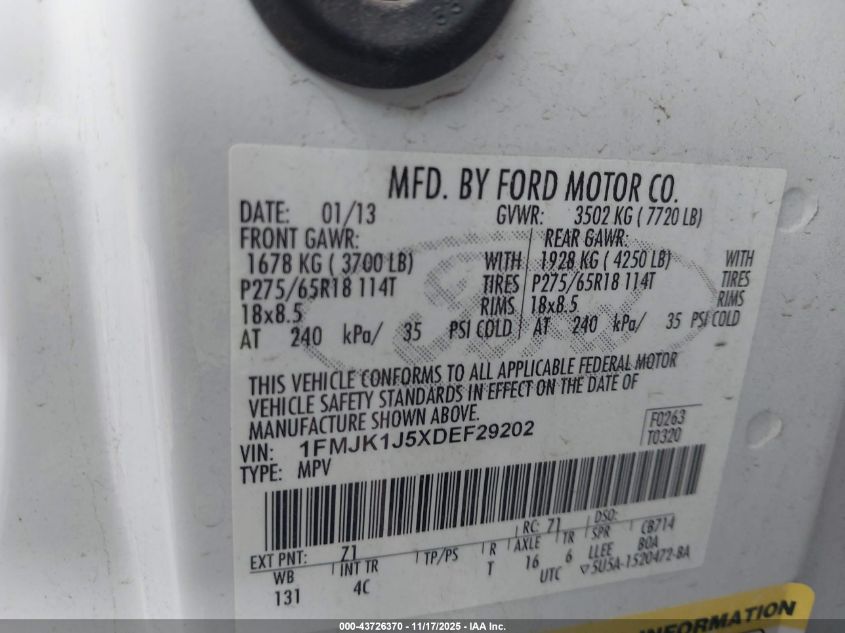 MFD. BY FORD MOTOR CO.
DATE: 01/13 GVWR: 3502 KG ( 7720 LB)
FRONT GAWR: REAR GAWR:
1678 KG ( 3700 LB) WITH 1928 KG ( 4250 LB) WITH
P275/65R18 114T TIRES P275/65R18 114T TIRES
18x8.5 RIMS 18x8.5 RIMS
AT 240 kPa/ 35 PSI COLD AT 240 kPa/ 35 PSI COLD
THIS VEHICLE CONFORMS TO ALL APPLICABLE FEDERAL MOTOR
VEHICLE SAFETY STANDARDS IN EFFECT ON THE DATE OF
MANUFACTURE SHOWN ABOVE.
VIN: 1FMJK1J5XDEF29202
TYPE: MPV
F0263
T0320
EXT PNT: Z1 RC: Z1 DSO:
WB INT TR TP/PS R AXLE TR SPR CB714
131 4C T 16 6 LLEE BOA
UTC ▽5U5A-1520472-BA
INFORMATION
000-43726370 - 11/17/2025 - IAA Inc.